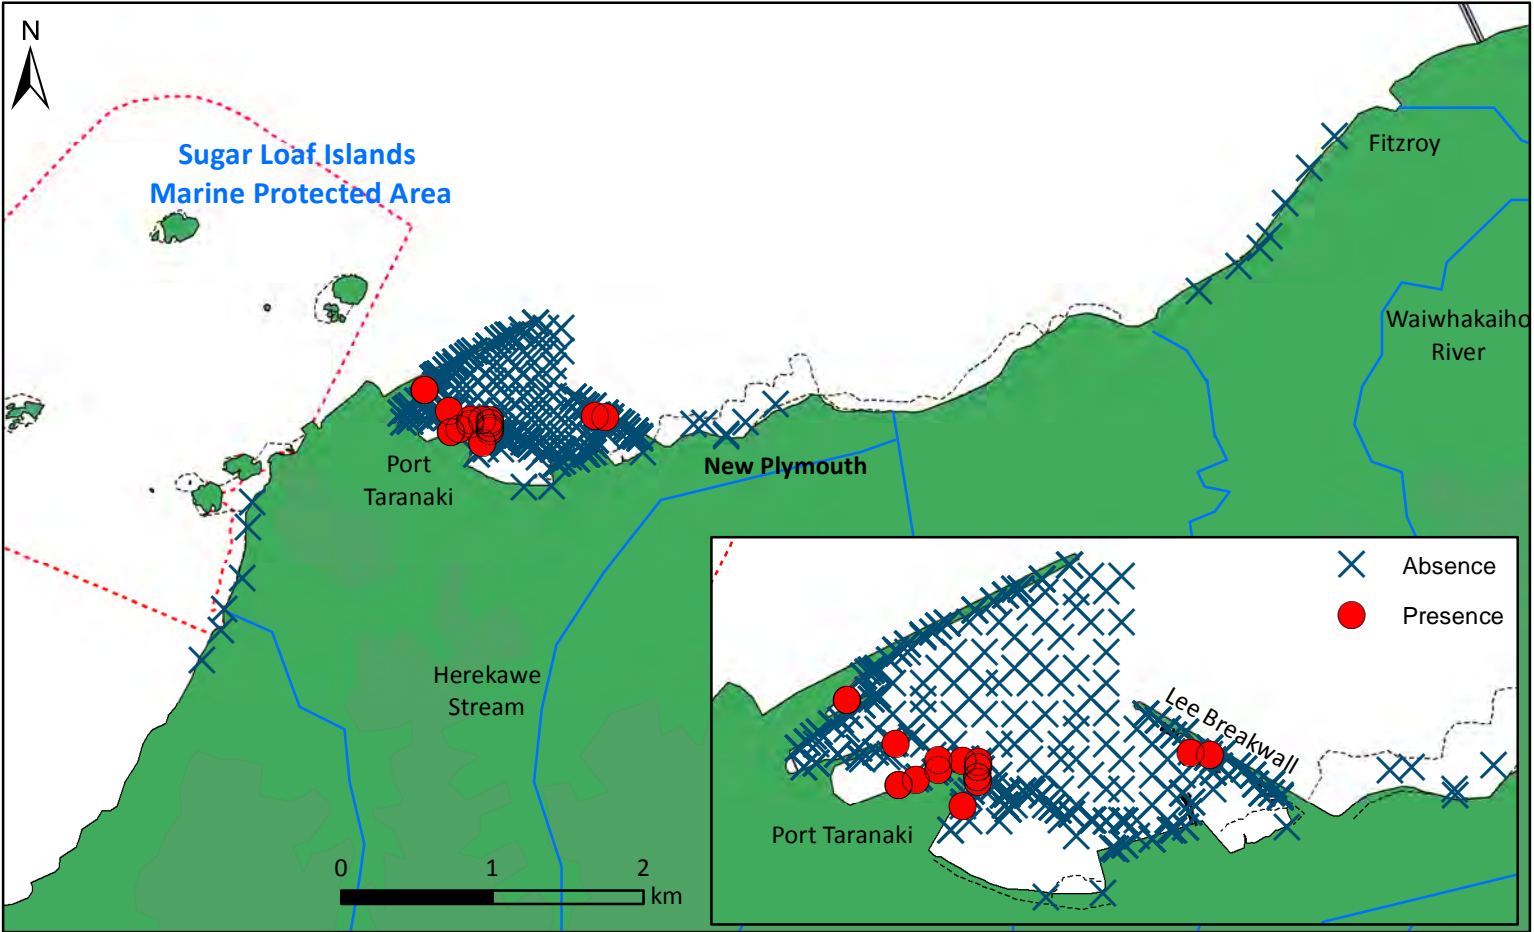 N
Sugar Loaf Islands
Marine Protected Area
Fitzroy
Waiwhakaiho
River
Port
Taranaki
New Plymouth
Herekawe
Stream
0 1 2
km
Absence
Presence
Lee Breakwall
Port Taranaki